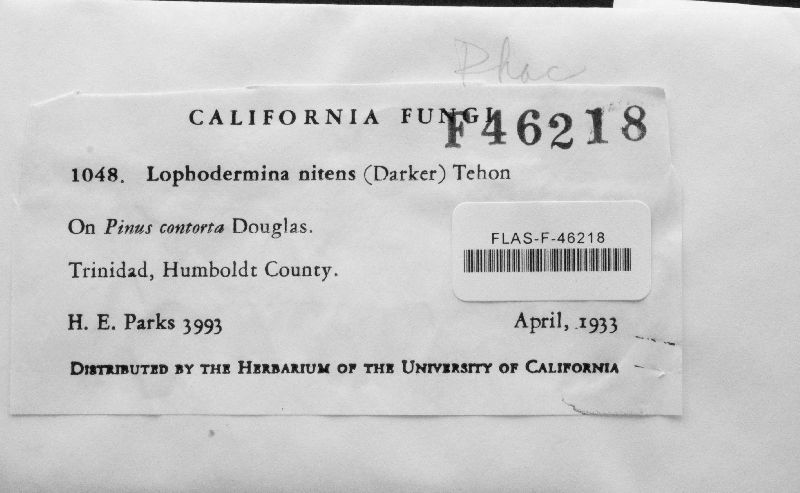 Phac
CALIFORNIA FUNGI
F46218
1048. Lophodermina nitens (Darker) Tehon
On Pinus contorta Douglas.
FLAS-F-46218
Trinidad, Humboldt County.
H. E. Parks 3993 April, 1933
DISTRIBUTED BY THE HERBARIUM OF THE UNIVERSITY OF CALIFORNIA